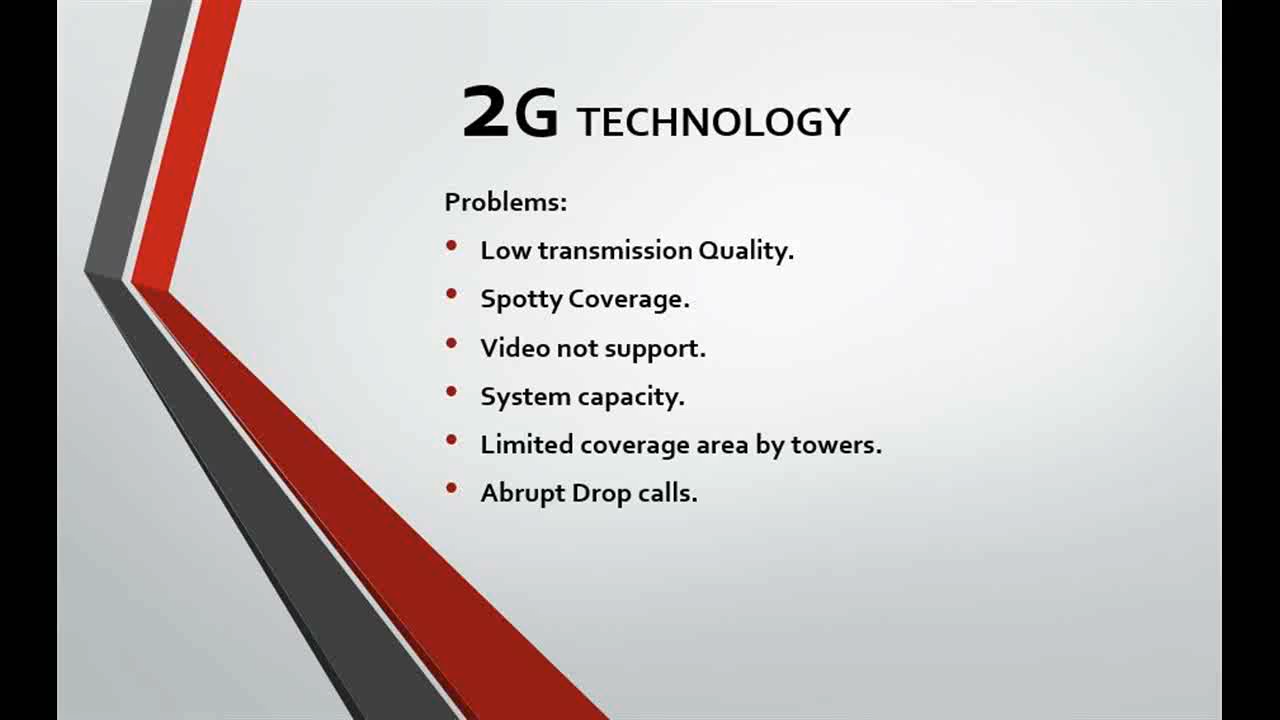 2G TECHNOLOGY
Problems:
• Low transmission Quality.
• Spotty Coverage.
• Video not support.
• System capacity.
• Limited coverage area by towers.
• Abrupt Drop calls.